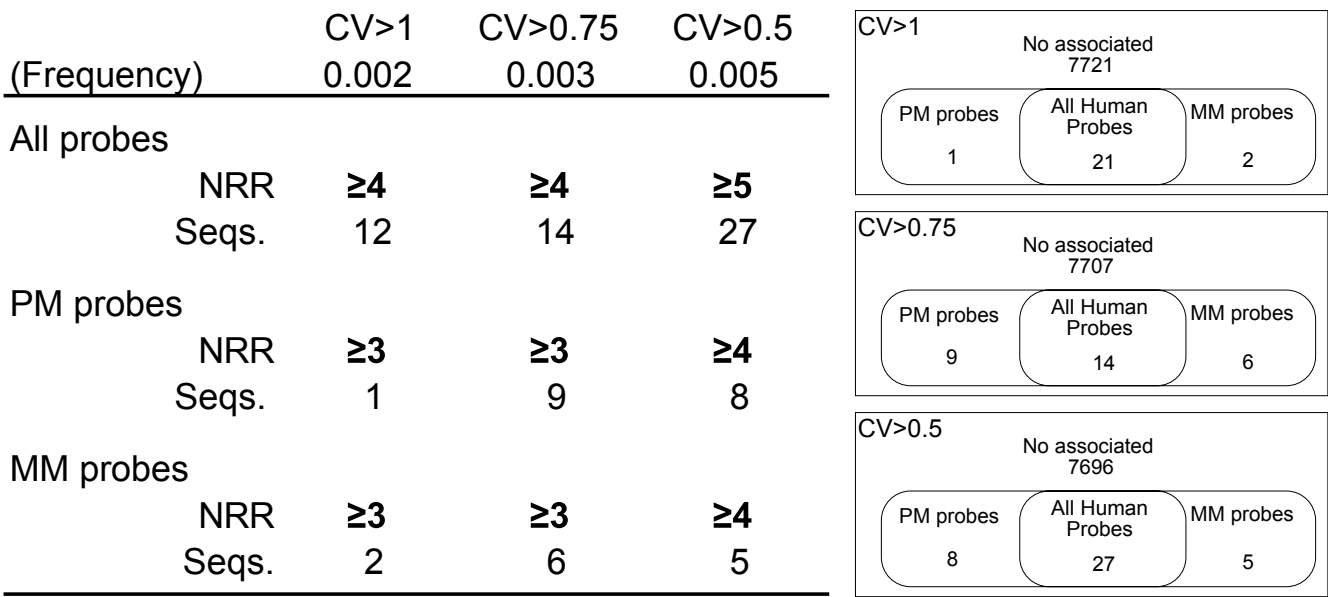 CV>1 CV>0.75 CV>0.5
(Frequency) 0.002 0.003 0.005
All probes
NRR ≥4 ≥4 ≥5
Seqs. 12 14 27
PM probes
NRR ≥3 ≥3 ≥4
Seqs. 1 9 8
MM probes
NRR ≥3 ≥3 ≥4
Seqs. 2 6 5
CV>1
No associated
7721
PM probes
1
All Human
Probes
21
MM probes
2
CV>0.75
No associated
7707
PM probes
9
All Human
Probes
14
MM probes
6
CV>0.5
No associated
7696
PM probes
8
All Human
Probes
27
MM probes
5